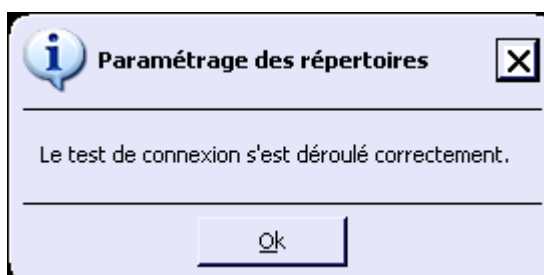 Paramétrage des répertoires
Le test de connexion s'est déroulé correctement.
Ok